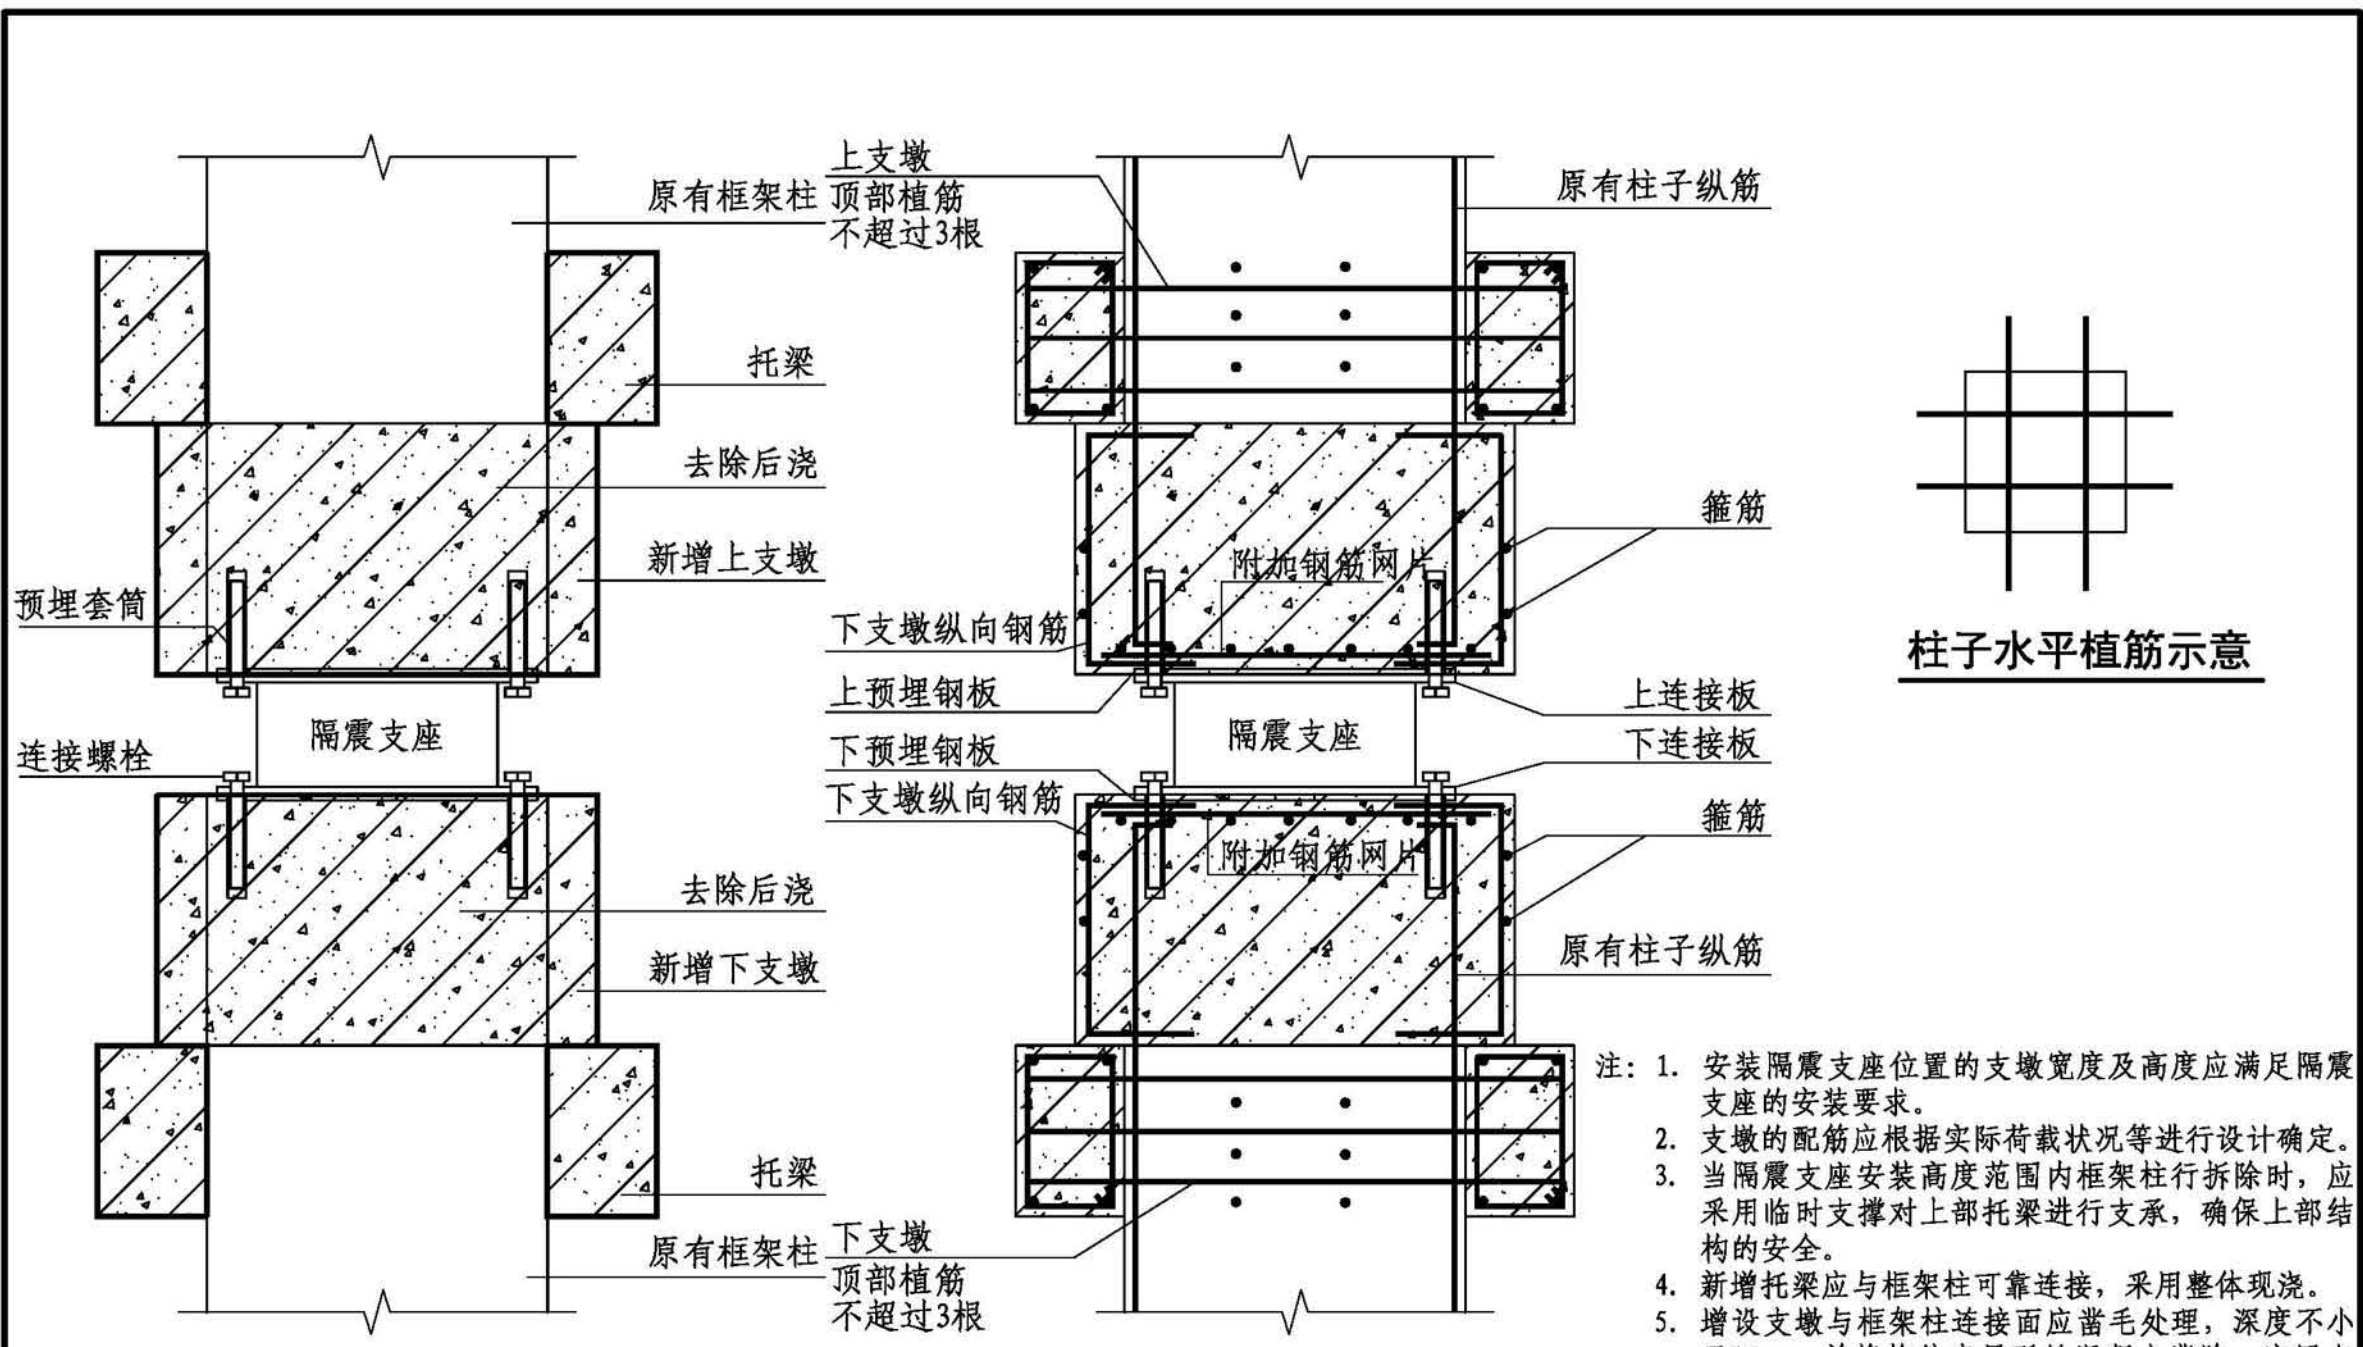 原有框架柱
托梁
去除后浇
新增上支墩
预埋套筒
隔震支座
连接螺栓
去除后浇
新增下支墩
托梁
原有框架柱
上支墩
顶部植筋
不超过3根
原有柱子纵筋
箍筋
附加钢筋网片
下支墩纵向钢筋
上预埋钢板
上连接板
隔震支座
下预埋钢板
下连接板
下支墩纵向钢筋
箍筋
附加钢筋网片
原有柱子纵筋
下支墩
顶部植筋
不超过3根
柱子水平植筋示意
注：1. 安装隔震支座位置的支墩宽度及高度应满足隔震
支座的安装要求。
2. 支墩的配筋应根据实际荷载状况等进行设计确定。
3. 当隔震支座安装高度范围内框架柱行拆除时，应
采用临时支撑对上部托梁进行支承，确保上部结
构的安全。
4. 新增托梁应与框架柱可靠连接，采用整体现浇。
5. 增设支墩与框架柱连接面应凿毛处理，深度不小